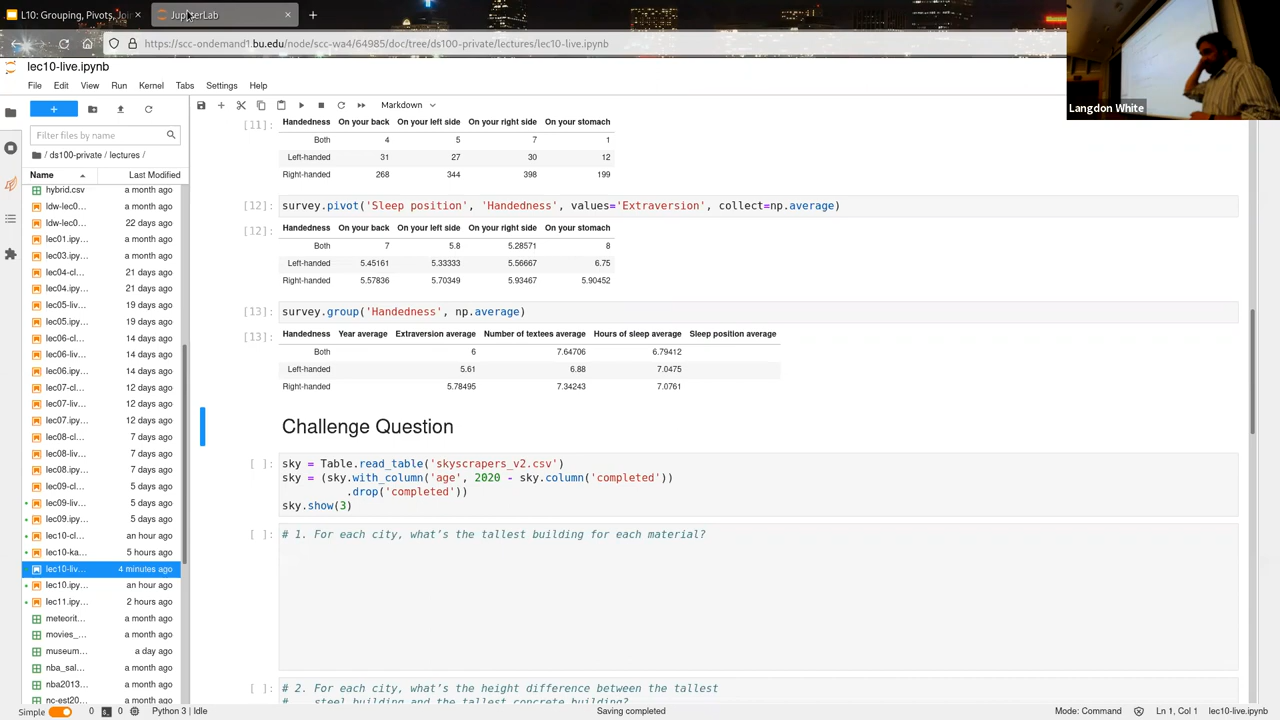 L10: Grouping, Pivots, Joi
JupyterLab
https://scc-ondemand1.bu.edu/node/scc-wa4/64985/doc/tree/ds100-private/lectures/lec10-live.ipynb
Langdon White
lec10-live.ipynb
File Edit View Run Kernel Tabs Settings Help
Markdown
Filter files by name
/ ds100-private / lectures /
Name Last Modified
hybrid.csv a month ago
ldw-lec0... a month ago
ldw-lec0... 22 days ago
lec01.ipy... a month ago
lec03.ipy... a month ago
lec04-cl... 21 days ago
lec04.ipy... 21 days ago
lec05-liv... 19 days ago
lec05.ipy... 19 days ago
lec06-cl... 14 days ago
lec06-liv... 14 days ago
lec06.ipy... 14 days ago
lec07-cl... 12 days ago
lec07-liv... 12 days ago
lec07.ipy... 12 days ago
lec08-cl... 7 days ago
lec08-liv... 7 days ago
lec08.ipy... 7 days ago
lec09-cl... 5 days ago
lec09-liv... 5 days ago
lec09.ipy... 5 days ago
lec10-cl... an hour ago
lec10-ka... 5 hours ago
lec10-liv... 4 minutes ago
lec10.ipy... an hour ago
lec11.ipy... 2 hours ago
meteorit... a month ago
movies_... a month ago
museum... a day ago
nba_sal... a month ago
nba2013... a month ago
nc-est20... a month ago
[11]: Handedness On your back On your left side On your right side On your stomach
Both 4 5 7 1
Left-handed 31 27 30 12
Right-handed 268 344 398 199
[12]: survey.pivot('Sleep position', 'Handedness', values='Extraversion', collect=np.average)
[12]: Handedness On your back On your left side On your right side On your stomach
Both 7 5.8 5.28571 8
Left-handed 5.45161 5.33333 5.56667 6.75
Right-handed 5.57836 5.70349 5.93467 5.90452
[13]: survey.group('Handedness', np.average)
[13]: Handedness Year average Extraversion average Number of textees average Hours of sleep average Sleep position average
Both 6 7.64706 6.79412
Left-handed 5.61 6.88 7.0475
Right-handed 5.78495 7.34243 7.0761
Challenge Question
[ ]: sky = Table.read_table('skyscrapers_v2.csv')
sky = (sky.with_column('age', 2020 - sky.column('completed'))
.drop('completed'))
sky.show(3)
[ ]: # 1. For each city, what's the tallest building for each material?
[ ]: # 2. For each city, what's the height difference between the tallest
# steel building and the tallest concrete building?
Simple 0 0 Python 3 | Idle Saving completed Mode: Command Ln 1, Col 1 lec10-live.ipynb